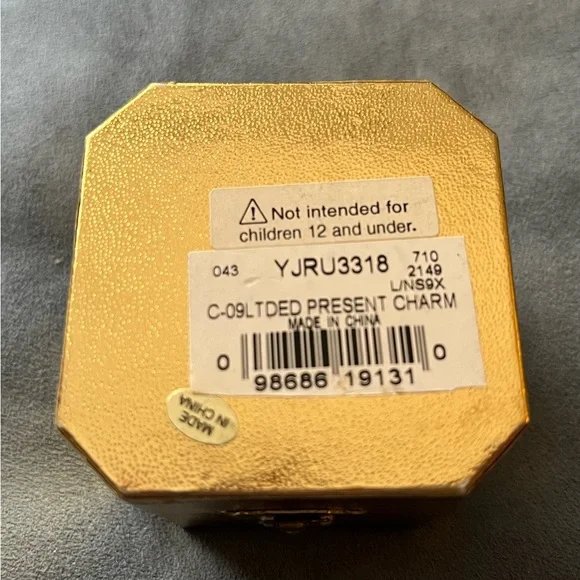 ⚠ Not intended for
children 12 and under.
043 YJRU3318 710
2149
L/NS9X
C-09LTDED PRESENT CHARM
MADE IN CHINA
0 98686 19131 0
MADE
IN CHINA